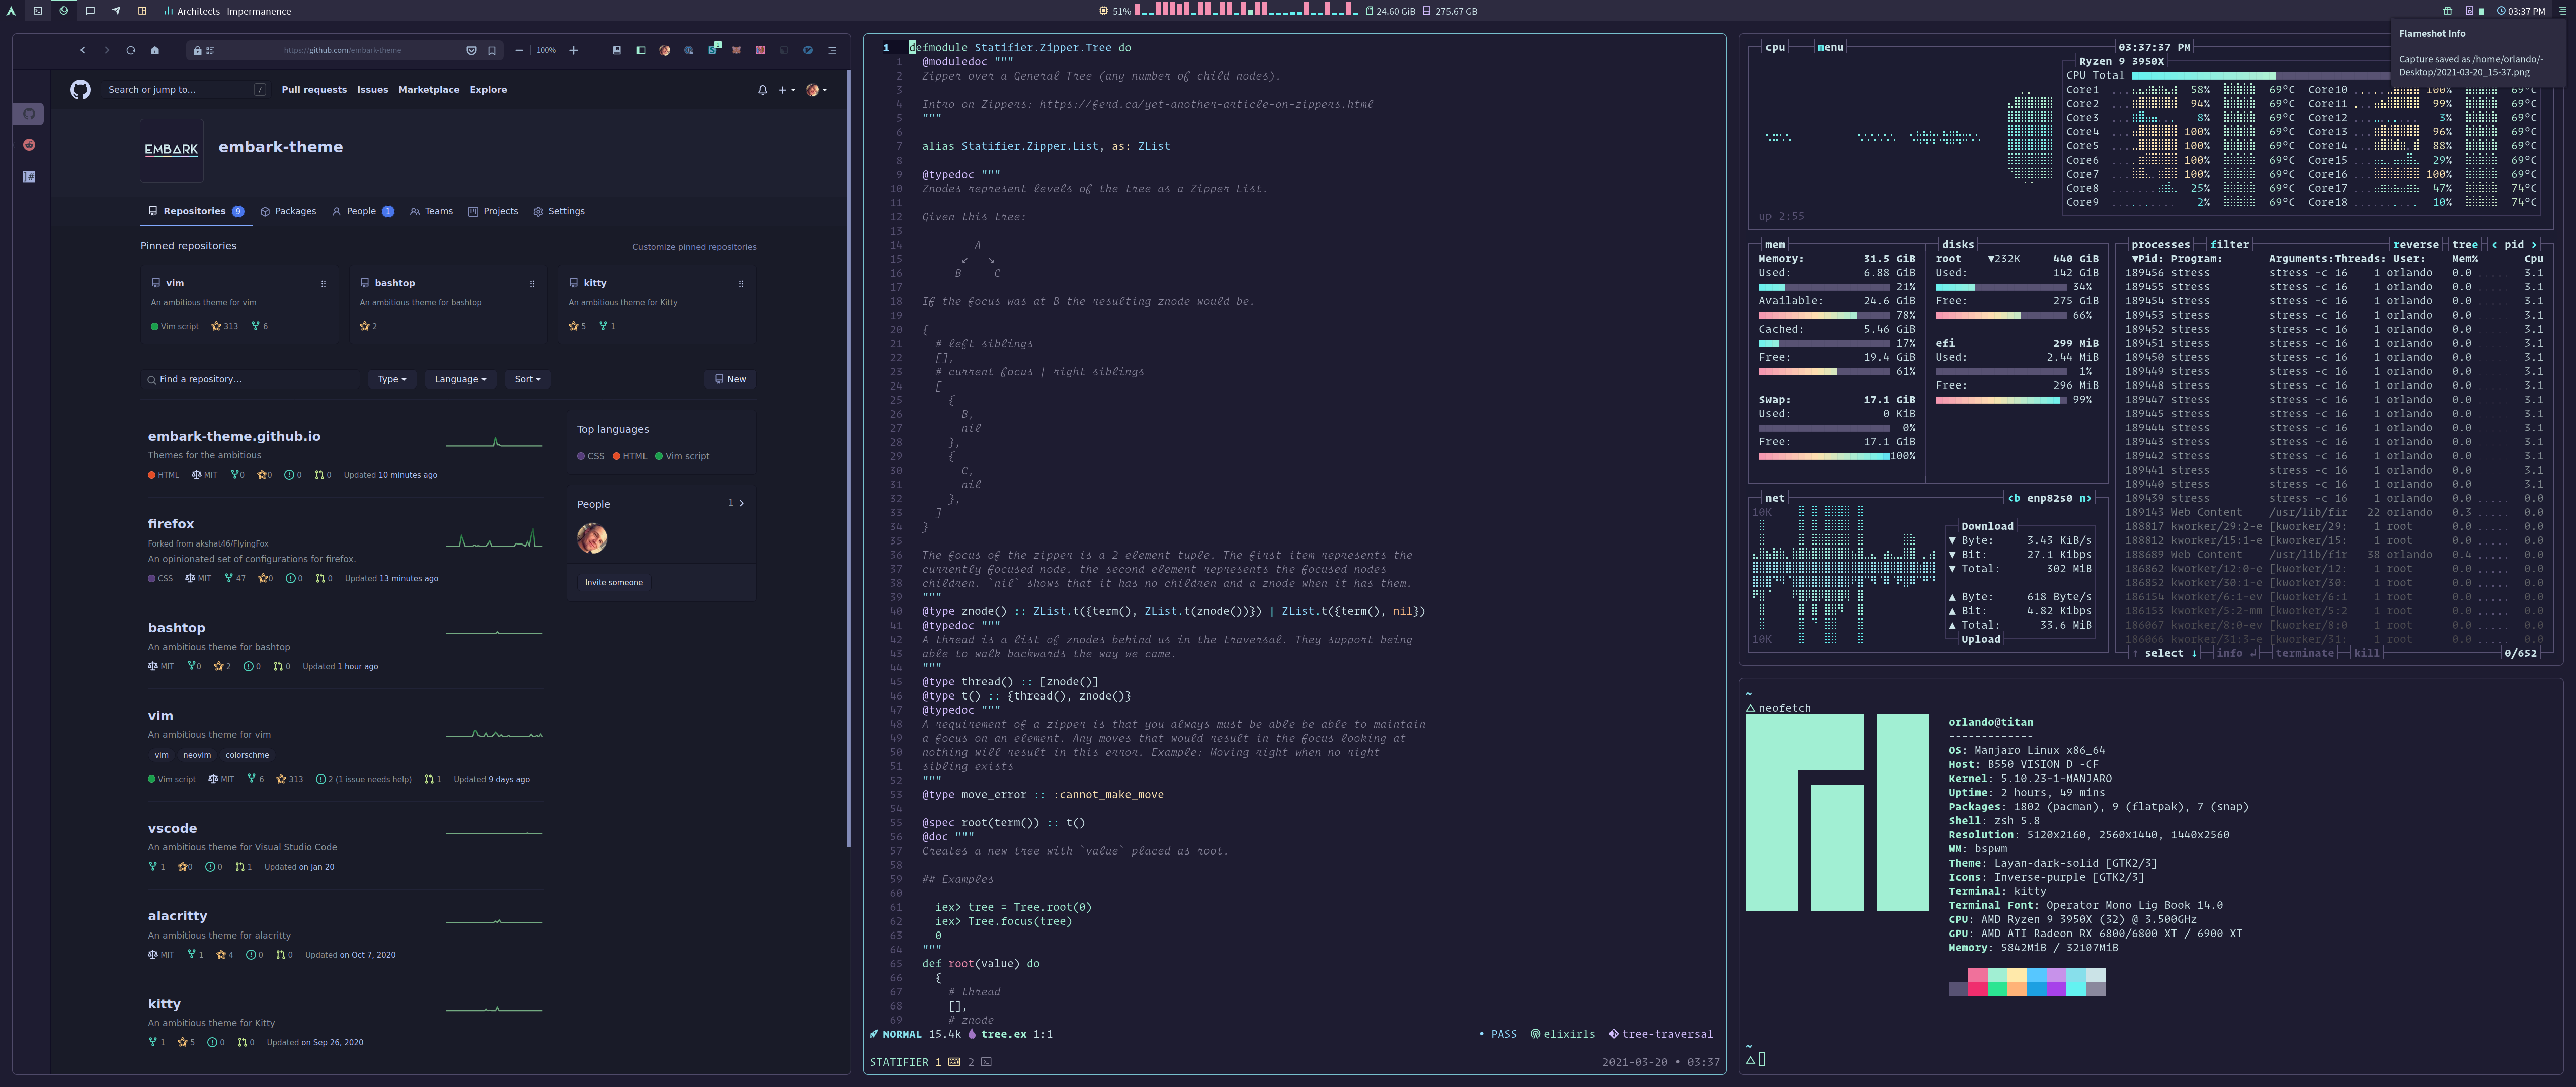 Architects - Impermanence
51%
24.60 GiB
275.67 GB
03:37 PM
Flameshot Info
Capture saved as /home/orlando/-
Desktop/2021-03-20_15-37.png
https://github.com/embark-theme
100%
Search or jump to...
/
Pull requests Issues Marketplace Explore
EMBARK
embark-theme
Repositories 9 Packages People 1 Teams Projects Settings
Pinned repositories
Customize pinned repositories
vim
An ambitious theme for vim
Vim script 313 6
bashtop
An ambitious theme for bashtop
2
kitty
An ambitious theme for Kitty
5 1
Find a repository...
Type Language Sort
New
embark-theme.github.io
Themes for the ambitious
HTML MIT 0 0 0 0 Updated 10 minutes ago
firefox
Forked from akshat46/FlyingFox
An opinionated set of configurations for firefox.
CSS MIT 47 0 0 0 Updated 13 minutes ago
bashtop
An ambitious theme for bashtop
MIT 0 2 0 0 Updated 1 hour ago
vim
An ambitious theme for vim
vim neovim colorschme
Vim script MIT 6 313 2 (1 issue needs help) 1 Updated 9 days ago
vscode
An ambitious theme for Visual Studio Code
1 0 0 1 Updated on Jan 20
alacritty
An ambitious theme for alacritty
MIT 1 4 0 0 Updated on Oct 7, 2020
kitty
An ambitious theme for Kitty
1 5 0 0 Updated on Sep 26, 2020
Top languages
CSS HTML Vim script
People
1 >
Invite someone
1 defmodule Statifier.Zipper.Tree do
1 @moduledoc """
2 Zipper over a General Tree (any number of child nodes).
3
4 Intro on Zippers: https://ferd.ca/yet-another-article-on-zippers.html
5 """
6
7 alias Statifier.Zipper.List, as: ZList
8
9 @typedoc """
10 Znodes represent levels of the tree as a Zipper List.
11
12 Given this tree:
13
14 A
15 ↙ ↘
16 B C
17
18 If the focus was at B the resulting znode would be.
19
20 {
21 # left siblings
22 [],
23 # current focus | right siblings
24 [
25 {
26 B,
27 nil
28 },
29 {
30 C,
31 nil
32 },
33 ]
34 }
35
36 The focus of the zipper is a 2 element tuple. The first item represents the
37 currently focused node. the second element represents the focused nodes
38 children. `nil` shows that it has no children and a znode when it has them.
39 """
40 @type znode() :: ZList.t({term(), ZList.t(znode())}) | ZList.t({term(), nil})
41 @typedoc """
42 A thread is a list of znodes behind us in the traversal. They support being
43 able to walk backwards the way we came.
44 """
45 @type thread() :: [znode()]
46 @type t() :: {thread(), znode()}
47 @typedoc """
48 A requirement of a zipper is that you always must be able be able to maintain
49 a focus on an element. Any moves that would result in the focus looking at
50 nothing will result in this error. Example: Moving right when no right
51 sibling exists
52 """
53 @type move_error :: :cannot_make_move
54
55 @spec root(term()) :: t()
56 @doc """
57 Creates a new tree with `value` placed as root.
58
59 ## Examples
60
61 iex> tree = Tree.root(0)
62 iex> Tree.focus(tree)
63 0
64 """
65 def root(value) do
66 {
67 # thread
68 [],
69 # znode
NORMAL 15.4k tree.ex 1:1
• PASS elixirls tree-traversal
STATIFIER 1 2
2021-03-20 • 03:37
cpu menu 03:37:37 PM
Ryzen 9 3950X
CPU Total
Core1 58% 69°C Core10 100% 69°C
Core2 94% 69°C Core11 99% 69°C
Core3 8% 69°C Core12 3% 69°C
Core4 100% 69°C Core13 96% 69°C
Core5 100% 69°C Core14 88% 69°C
Core6 100% 69°C Core15 29% 69°C
Core7 100% 69°C Core16 100% 69°C
Core8 25% 69°C Core17 47% 74°C
Core9 2% 69°C Core18 10% 74°C
up 2:55
mem
Memory: 31.5 GiB
Used: 6.88 GiB
21%
Available: 24.6 GiB
78%
Cached: 5.46 GiB
17%
Free: 19.4 GiB
61%
Swap: 17.1 GiB
Used: 0 KiB
0%
Free: 17.1 GiB
100%
disks
root ▼232K 440 GiB
Used: 142 GiB
34%
Free: 275 GiB
66%
efi 299 MiB
Used: 2.44 MiB
1%
Free: 296 MiB
99%
net <b enp82s0 n>
10K
Download
▼ Byte: 3.43 KiB/s
▼ Bit: 27.1 Kibps
▼ Total: 302 MiB
▲ Byte: 618 Byte/s
▲ Bit: 4.82 Kibps
▲ Total: 33.6 MiB
Upload
10K
processes filter reverse tree < pid >
▼Pid: Program: Arguments:Threads: User: Mem% Cpu
189456 stress stress -c 16 1 orlando 0.0 3.1
189455 stress stress -c 16 1 orlando 0.0 3.1
189454 stress stress -c 16 1 orlando 0.0 3.1
189453 stress stress -c 16 1 orlando 0.0 3.1
189452 stress stress -c 16 1 orlando 0.0 3.1
189451 stress stress -c 16 1 orlando 0.0 3.1
189450 stress stress -c 16 1 orlando 0.0 3.1
189449 stress stress -c 16 1 orlando 0.0 3.1
189448 stress stress -c 16 1 orlando 0.0 3.1
189447 stress stress -c 16 1 orlando 0.0 3.1
189445 stress stress -c 16 1 orlando 0.0 3.1
189444 stress stress -c 16 1 orlando 0.0 3.1
189443 stress stress -c 16 1 orlando 0.0 3.1
189442 stress stress -c 16 1 orlando 0.0 3.1
189441 stress stress -c 16 1 orlando 0.0 3.1
189440 stress stress -c 16 1 orlando 0.0 3.1
189439 stress stress -c 16 1 orlando 0.0 0.0
189143 Web Content /usr/lib/fir 22 orlando 0.3 0.0
188817 kworker/29:2-e [kworker/29: 1 root 0.0 0.0
188812 kworker/15:1-e [kworker/15: 1 root 0.0 0.0
188689 Web Content /usr/lib/fir 38 orlando 0.4 0.0
186862 kworker/12:0-e [kworker/12: 1 root 0.0 0.0
186852 kworker/30:1-e [kworker/30: 1 root 0.0 0.0
186154 kworker/6:1-ev [kworker/6:1 1 root 0.0 0.0
186153 kworker/5:2-mm [kworker/5:2 1 root 0.0 0.0
186067 kworker/8:0-ev [kworker/8:0 1 root 0.0 0.0
186066 kworker/31:3-e [kworker/31: 1 root 0.0 0.0
↑ select ↓ info ↲ terminate kill 0/652
~
△ neofetch
orlando@titan
-------------
OS: Manjaro Linux x86_64
Host: B550 VISION D -CF
Kernel: 5.10.23-1-MANJARO
Uptime: 2 hours, 49 mins
Packages: 1802 (pacman), 9 (flatpak), 7 (snap)
Shell: zsh 5.8
Resolution: 5120x2160, 2560x1440, 1440x2560
WM: bspwm
Theme: Layan-dark-solid [GTK2/3]
Icons: Inverse-purple [GTK2/3]
Terminal: kitty
Terminal Font: Operator Mono Lig Book 14.0
CPU: AMD Ryzen 9 3950X (32) @ 3.500GHz
GPU: AMD ATI Radeon RX 6800/6800 XT / 6900 XT
Memory: 5842MiB / 32107MiB
~
△